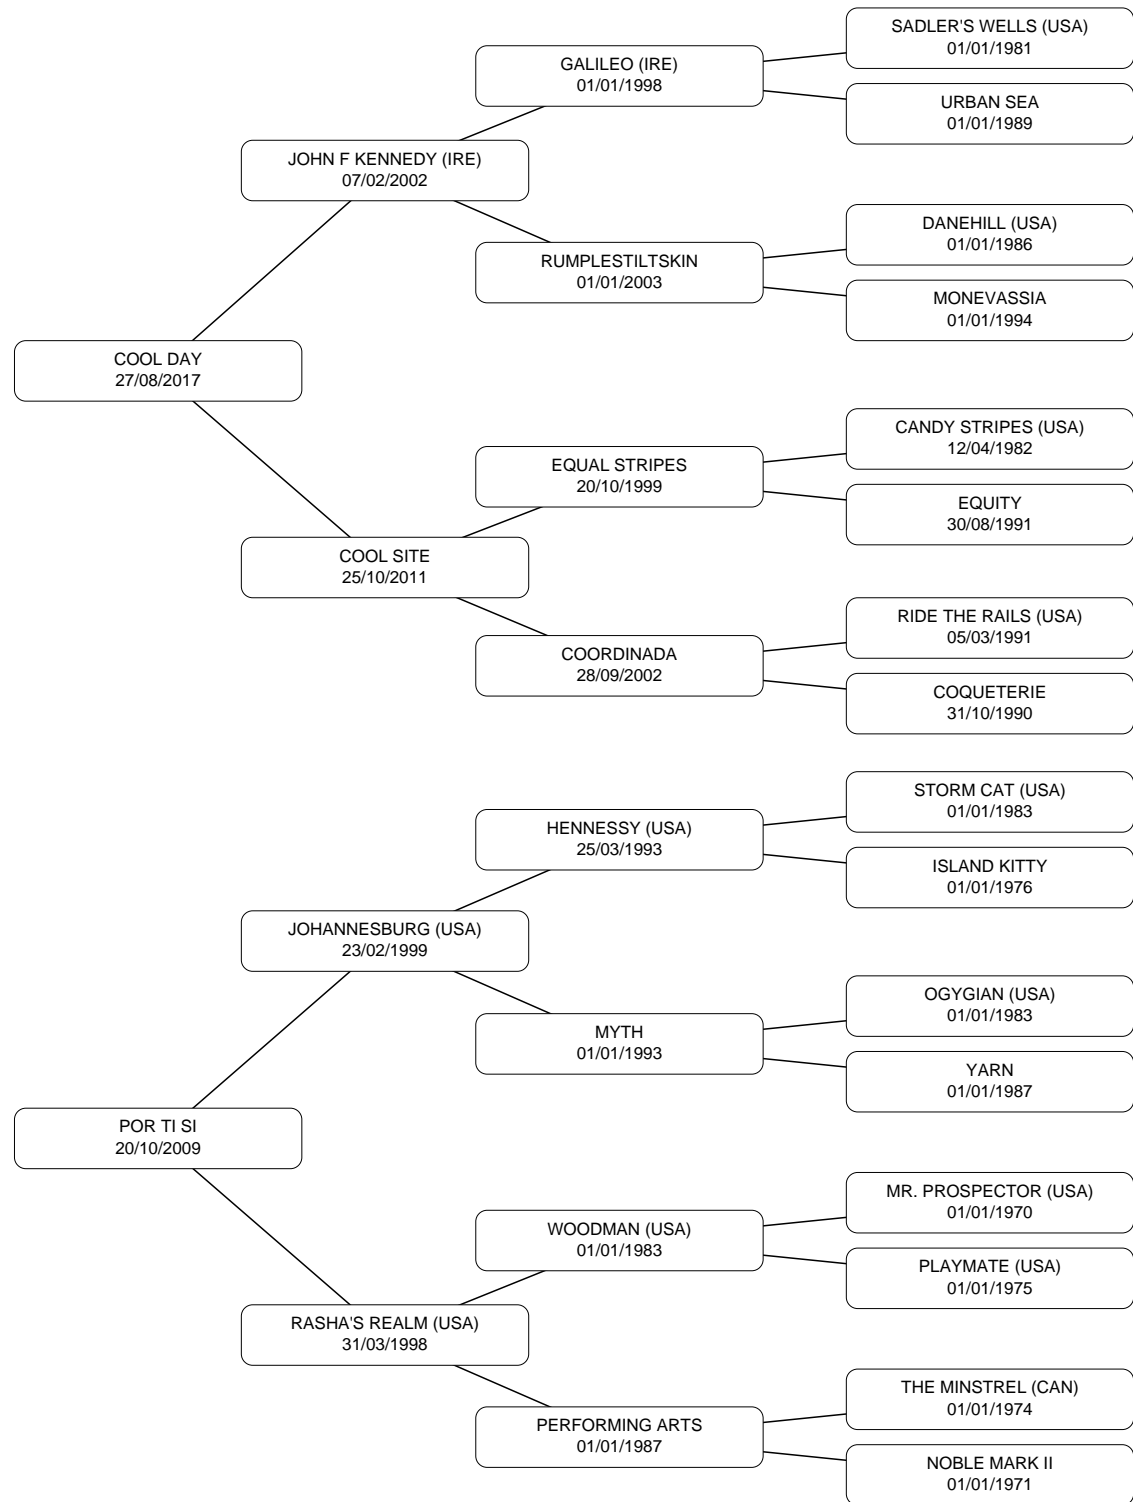 SADLER'S WELLS (USA)
01/01/1981
GALILEO (IRE)
01/01/1998
URBAN SEA
01/01/1989
JOHN F KENNEDY (IRE)
07/02/2002
DANEHILL (USA)
01/01/1986
RUMPLESTILTSKIN
01/01/2003
MONEVASSIA
01/01/1994
COOL DAY
27/08/2017
CANDY STRIPES (USA)
12/04/1982
EQUAL STRIPES
20/10/1999
EQUITY
30/08/1991
COOL SITE
25/10/2011
RIDE THE RAILS (USA)
05/03/1991
COORDINADA
28/09/2002
COQUETERIE
31/10/1990
STORM CAT (USA)
01/01/1983
HENNESSY (USA)
25/03/1993
ISLAND KITTY
01/01/1976
JOHANNESBURG (USA)
23/02/1999
OGYGIAN (USA)
01/01/1983
MYTH
01/01/1993
YARN
01/01/1987
POR TI SI
20/10/2009
MR. PROSPECTOR (USA)
01/01/1970
WOODMAN (USA)
01/01/1983
PLAYMATE (USA)
01/01/1975
RASHA'S REALM (USA)
31/03/1998
THE MINSTREL (CAN)
01/01/1974
PERFORMING ARTS
01/01/1987
NOBLE MARK II
01/01/1971